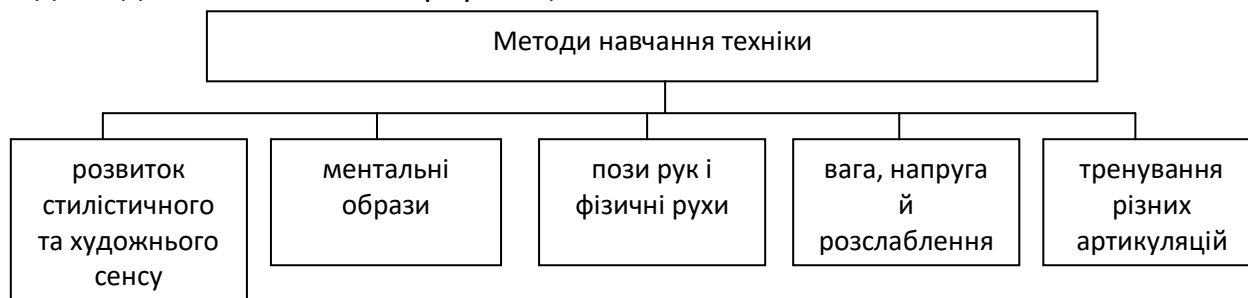 Методи навчання техніки
розвиток
стилістичного
та художнього
сенсу
ментальні
образи
пози рук і
фізичні рухи
вага, напруга
й
розслаблення
тренування
різних
артикуляцій